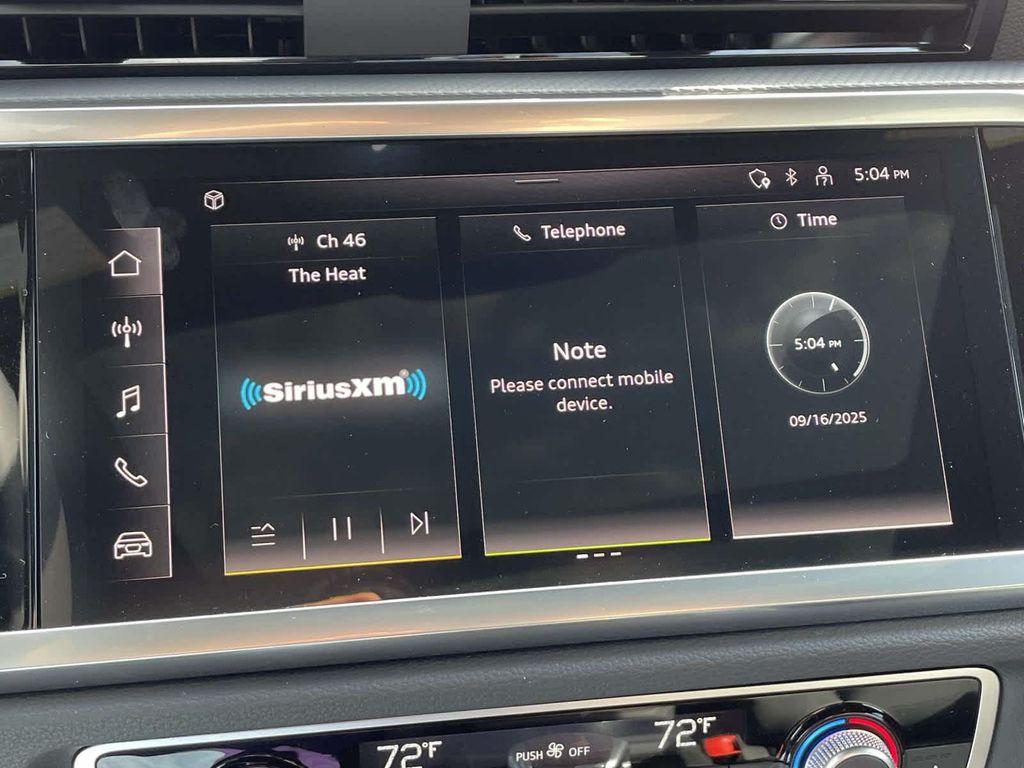 5:04 PM
Ch 46
The Heat
SiriusXM
Telephone
Note
Please connect mobile
device.
Time
5:04 PM
09/16/2025
72°F
PUSH OFF
72°F